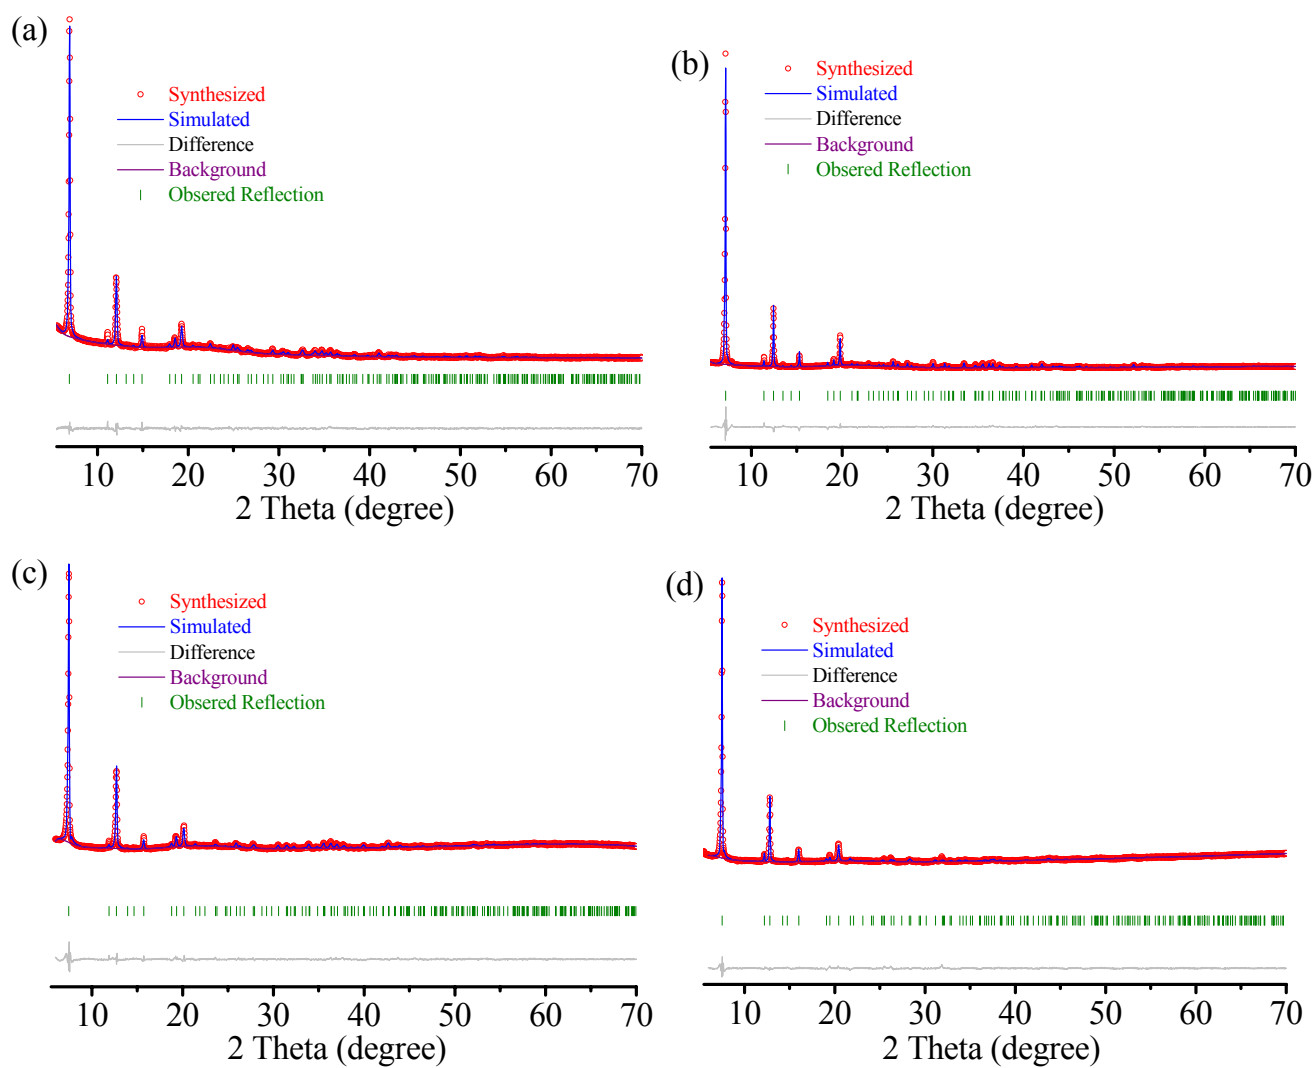 (a)
Synthesized
Simulated
Difference
Background
Obsered Reflection
10 20 30 40 50 60 70
2 Theta (degree)
(b)
Synthesized
Simulated
Difference
Background
Obsered Reflection
10 20 30 40 50 60 70
2 Theta (degree)
(c)
Synthesized
Simulated
Difference
Background
Obsered Reflection
10 20 30 40 50 60 70
2 Theta (degree)
(d)
Synthesized
Simulated
Difference
Background
Obsered Reflection
10 20 30 40 50 60 70
2 Theta (degree)